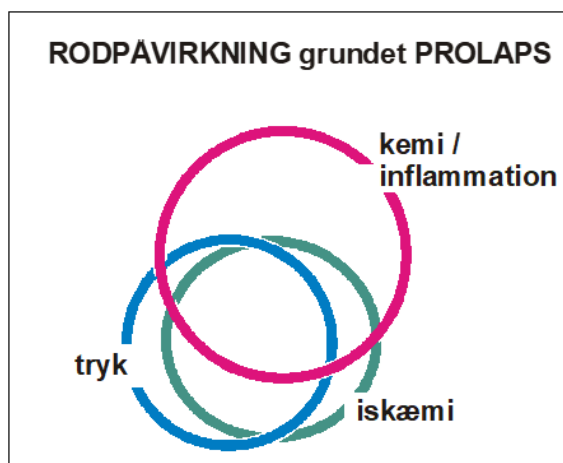 RODPÅVIRKNING grundet PROLAPS
kemi /
inflammation
tryk
iskæmi